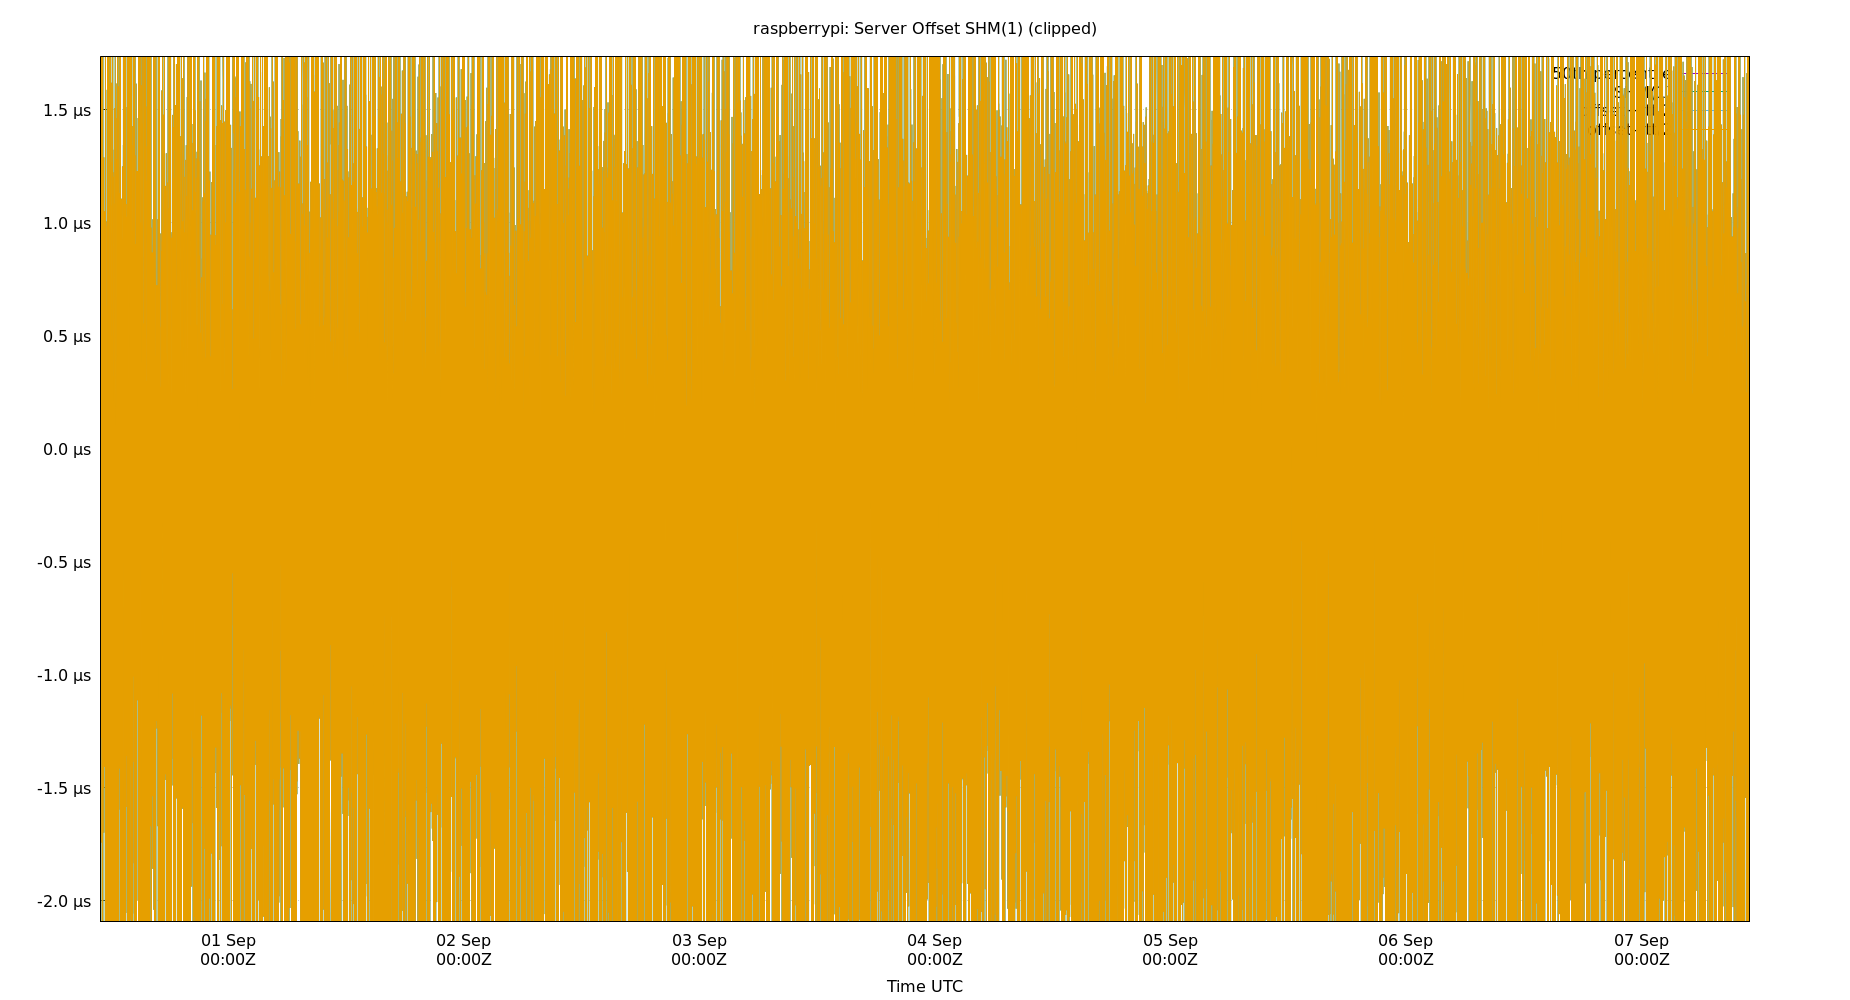 raspberrypi: Server Offset SHM(1) (clipped)
50th percentile
1.5 µs
1.0 µs
0.5 µs
0.0 µs
-0.5 µs
-1.0 µs
-1.5 µs
-2.0 µs
01 Sep 02 Sep 03 Sep 04 Sep 05 Sep 06 Sep 07 Sep
00:00Z 00:00Z 00:00Z 00:00Z 00:00Z 00:00Z 00:00Z
Time UTC